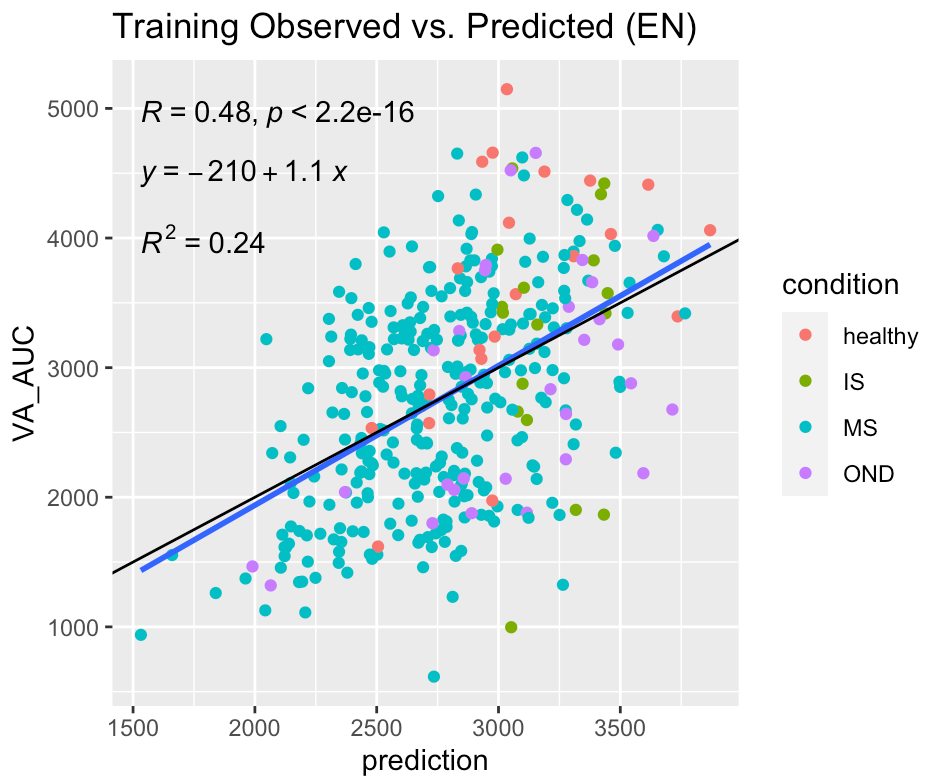 Training Observed vs. Predicted (EN)
R = 0.48, p < 2.2e-16
y = −210 + 1.1 x
R² = 0.24
5000
4000
3000
2000
1000
VA_AUC
1500 2000 2500 3000 3500
prediction
condition
healthy
IS
MS
OND